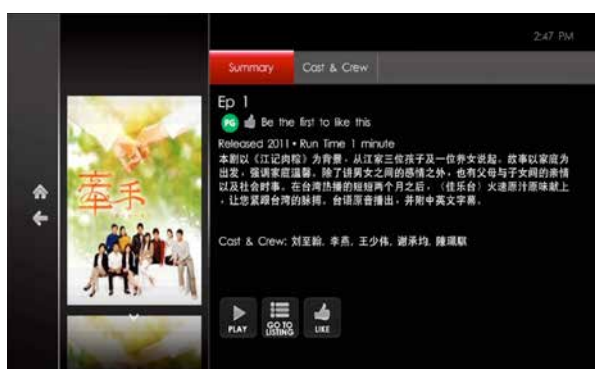 2:47 PM
Summary
Cast & Crew
Ep 1
PG Be the first to like this
Released 2011 • Run Time 1 minute
本剧以《江记肉粽》为背景，从江家三位孩子及一位养女说起，故事以家庭为
出发，强调家庭温馨。除了讲男女之间的感情之外，也有父母与子女间的亲情
以及社会时事。在台湾热播的短短两个月之后，《佳乐台》火速原汁原味献上
，让您紧跟台湾的脉搏。台语原音播出，并附中英文字幕。
Cast & Crew: 刘至翰, 李燕, 王少伟, 谢承均, 陳珮騏
牽手
PLAY
GO TO
LISTING
LIKE